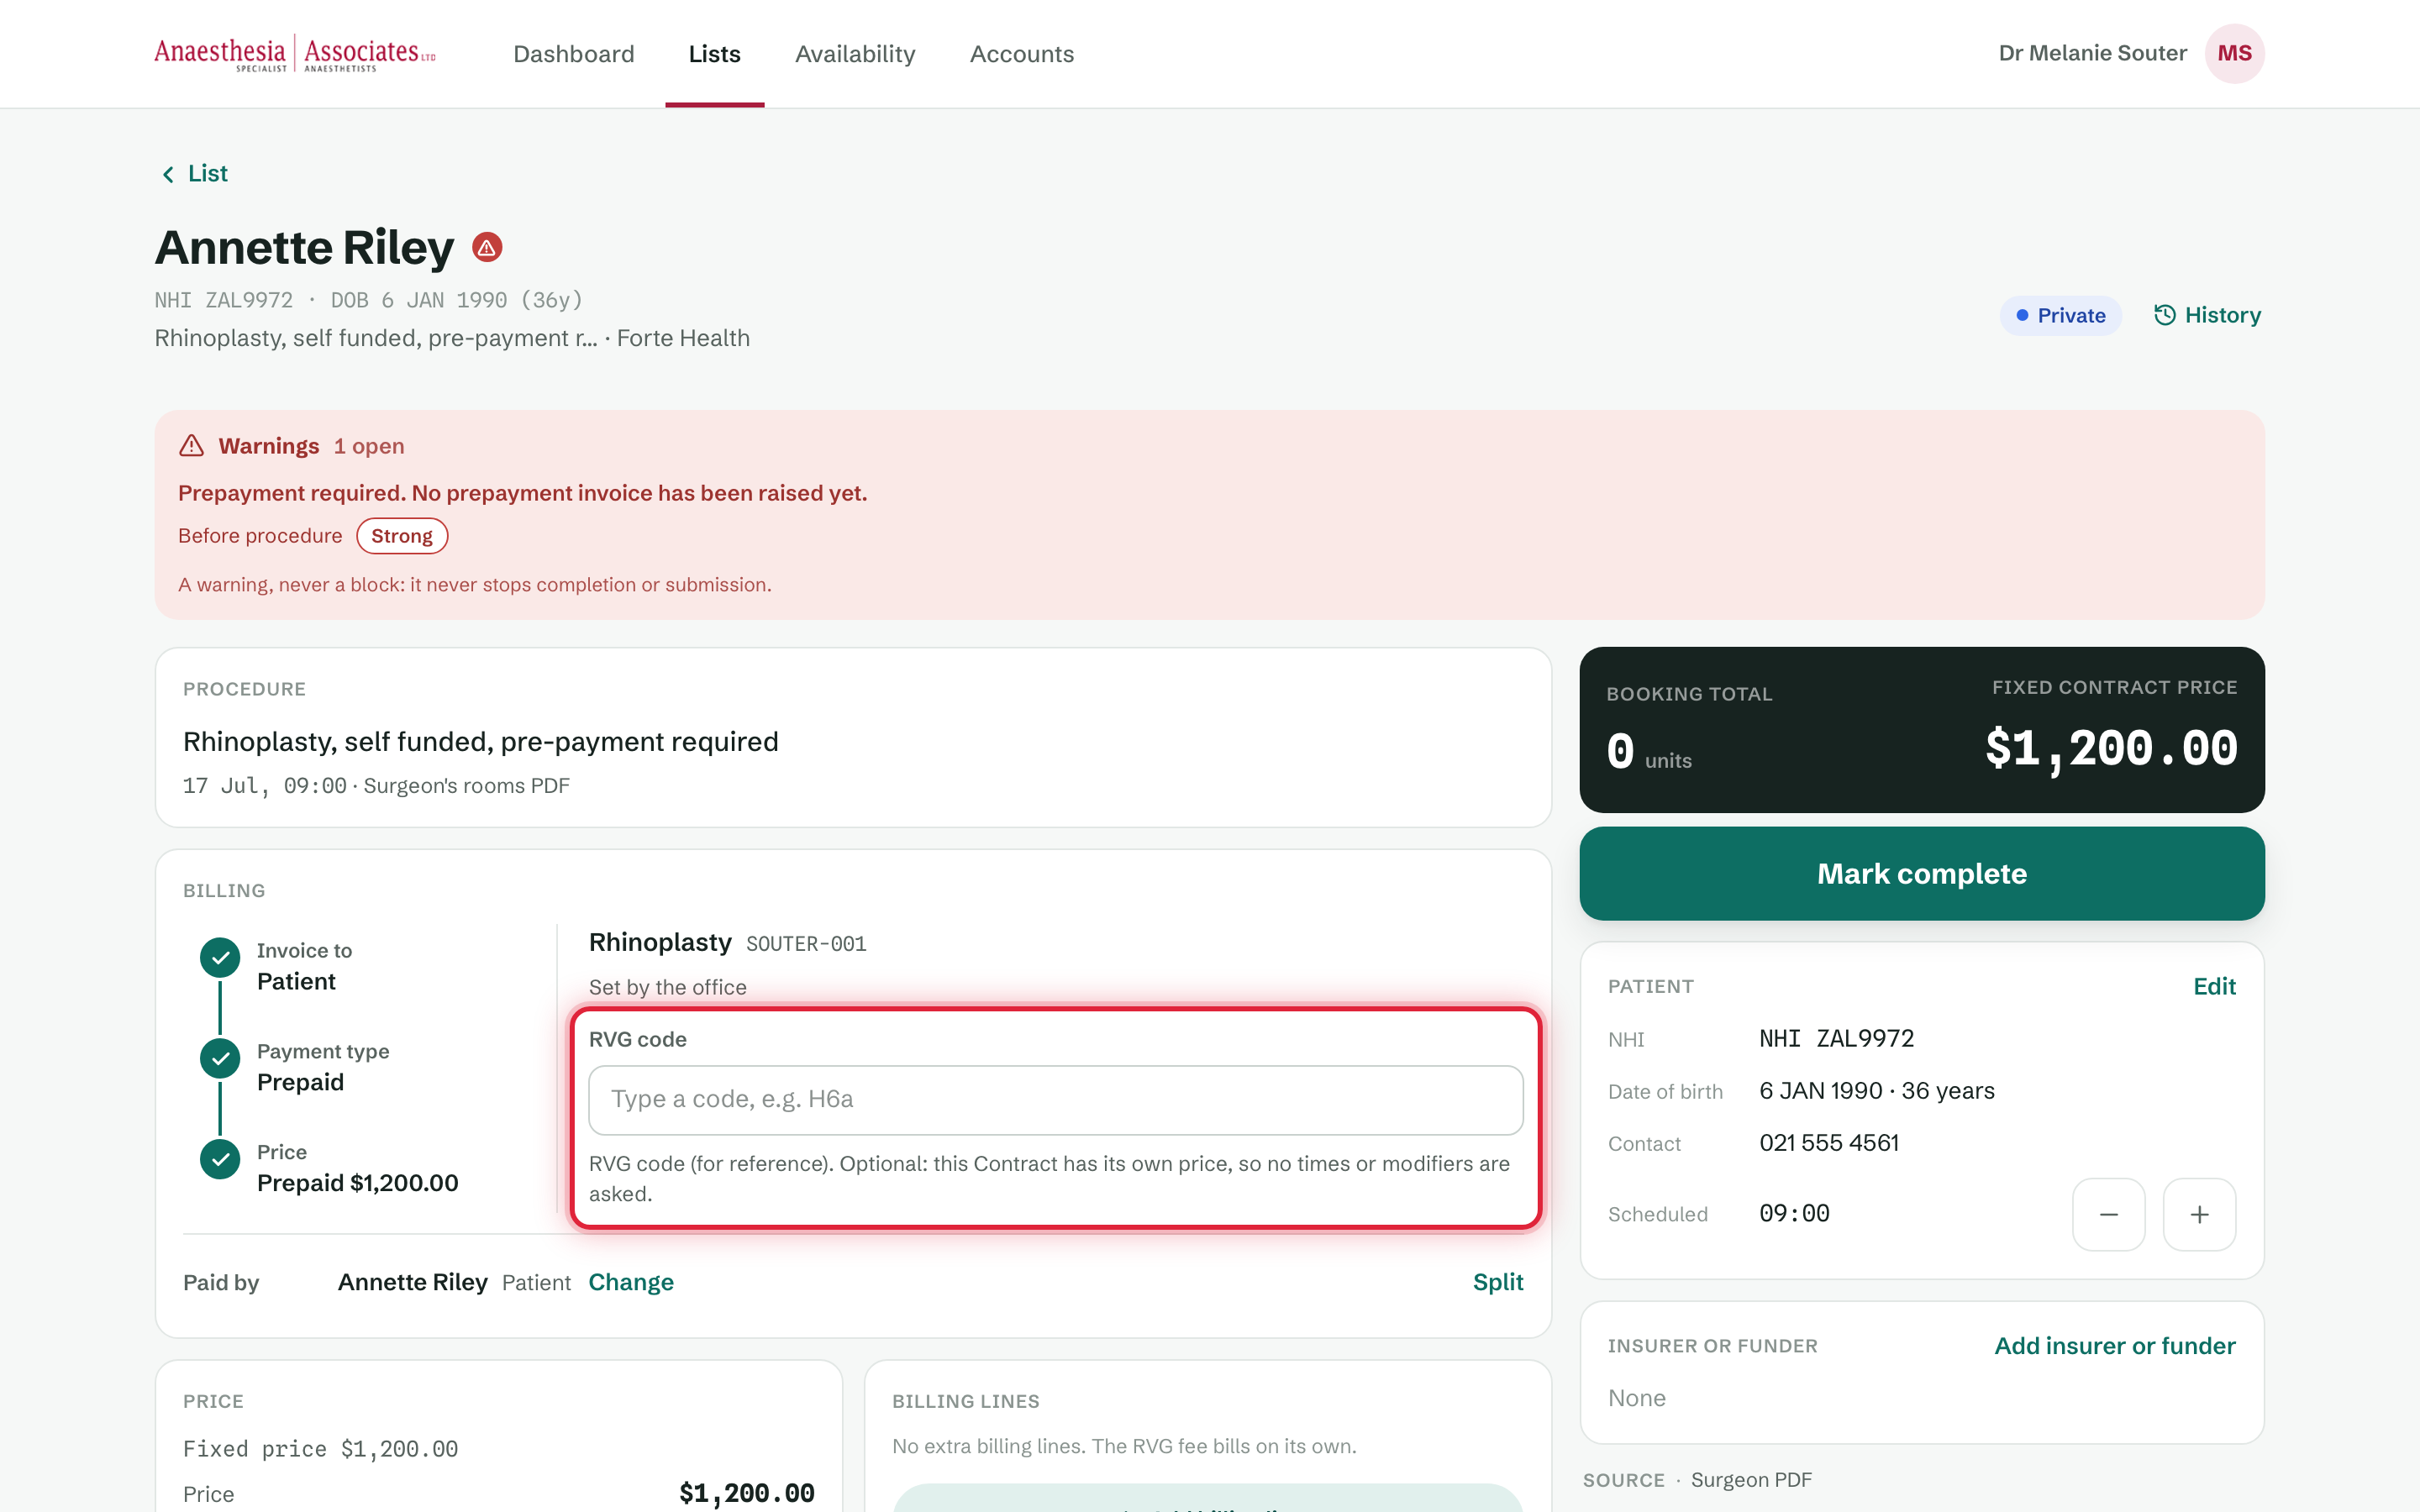 Anaesthesia | Associates LTD
SPECIALIST ANAESTHETISTS
Dashboard
Lists
Availability
Accounts
Dr Melanie Souter
MS
List
Annette Riley
NHI ZAL9972 · DOB 6 JAN 1990 (36y)
Rhinoplasty, self funded, pre-payment r... · Forte Health
Private
History
Warnings 1 open
Prepayment required. No prepayment invoice has been raised yet.
Before procedure Strong
A warning, never a block: it never stops completion or submission.
PROCEDURE
Rhinoplasty, self funded, pre-payment required
17 Jul, 09:00 · Surgeon's rooms PDF
BOOKING TOTAL
0 units
FIXED CONTRACT PRICE
$1,200.00
Mark complete
BILLING
Invoice to
Patient
Payment type
Prepaid
Price
Prepaid $1,200.00
Rhinoplasty SOUTER-001
Set by the office
RVG code
Type a code, e.g. H6a
RVG code (for reference). Optional: this Contract has its own price, so no times or modifiers are
asked.
Paid by Annette Riley Patient Change
Split
PATIENT
Edit
NHI NHI ZAL9972
Date of birth 6 JAN 1990 · 36 years
Contact 021 555 4561
Scheduled 09:00
INSURER OR FUNDER
Add insurer or funder
None
SOURCE · Surgeon PDF
PRICE
Fixed price $1,200.00
Price $1,200.00
BILLING LINES
No extra billing lines. The RVG fee bills on its own.